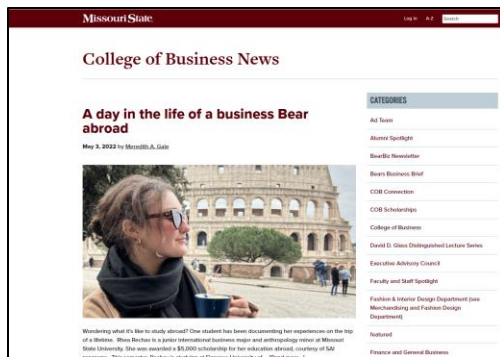 Missouri State
Log in A-Z Search
College of Business News
A day in the life of a business Bear
abroad
May 3, 2022 by Meredith A. Gale
Wondering what it's like to study abroad? One student has been documenting her experiences on the trip
of a lifetime. Rhea Rechav is a junior international business major and anthropology minor at Missouri
State University. She was awarded a $5,000 scholarship for her education abroad, courtesy of SAI
CATEGORIES
Ad Team
Alumni Spotlight
BearBiz Newsletter
Bears Business Brief
COB Connection
COB Scholarships
College of Business
David D. Glass Distinguished Lecture Series
Executive Advisory Council
Faculty and Staff Spotlight
Fashion & Interior Design Department (see
Merchandising and Fashion Design
Department)
featured
Finance and General Business